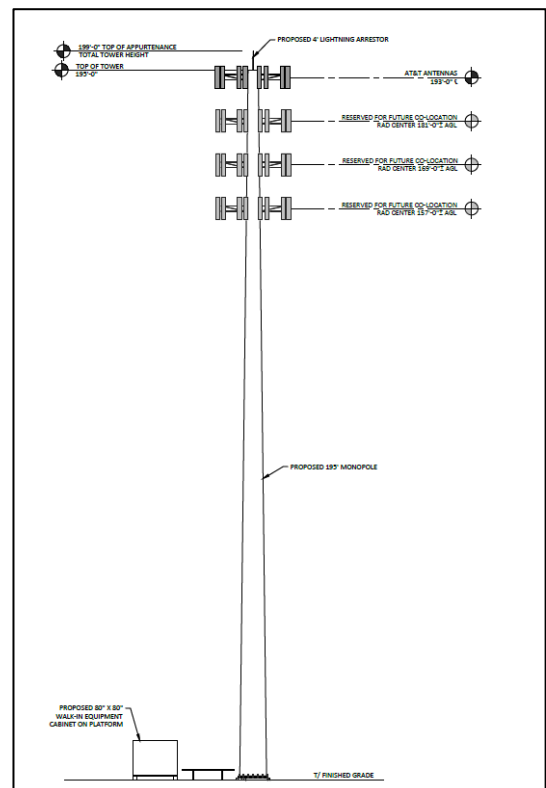 PROPOSED 4' LIGHTNING ARRESTOR
199'-0" TOP OF APPURTENANCE
TOTAL TOWER HEIGHT
TOP OF TOWER
195'-0"
AT&T ANTENNAS
193'-0" ℄
RESERVED FOR FUTURE CO-LOCATION
RAD CENTER 181'-0"± AGL
RESERVED FOR FUTURE CO-LOCATION
RAD CENTER 169'-0"± AGL
RESERVED FOR FUTURE CO-LOCATION
RAD CENTER 157'-0"± AGL
PROPOSED 195' MONOPOLE
PROPOSED 80" X 80"
WALK-IN EQUIPMENT
CABINET ON PLATFORM
T/ FINISHED GRADE